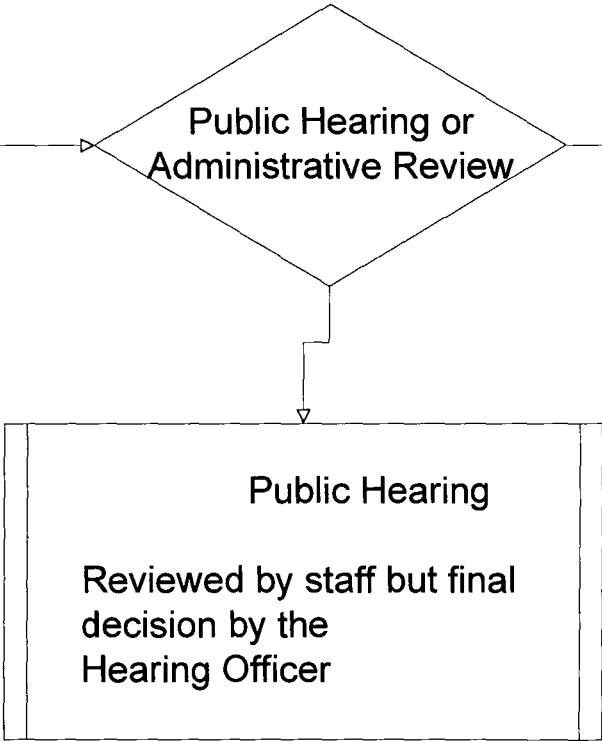 Public Hearing or
Administrative Review
Public Hearing
Reviewed by staff but final
decision by the
Hearing Officer